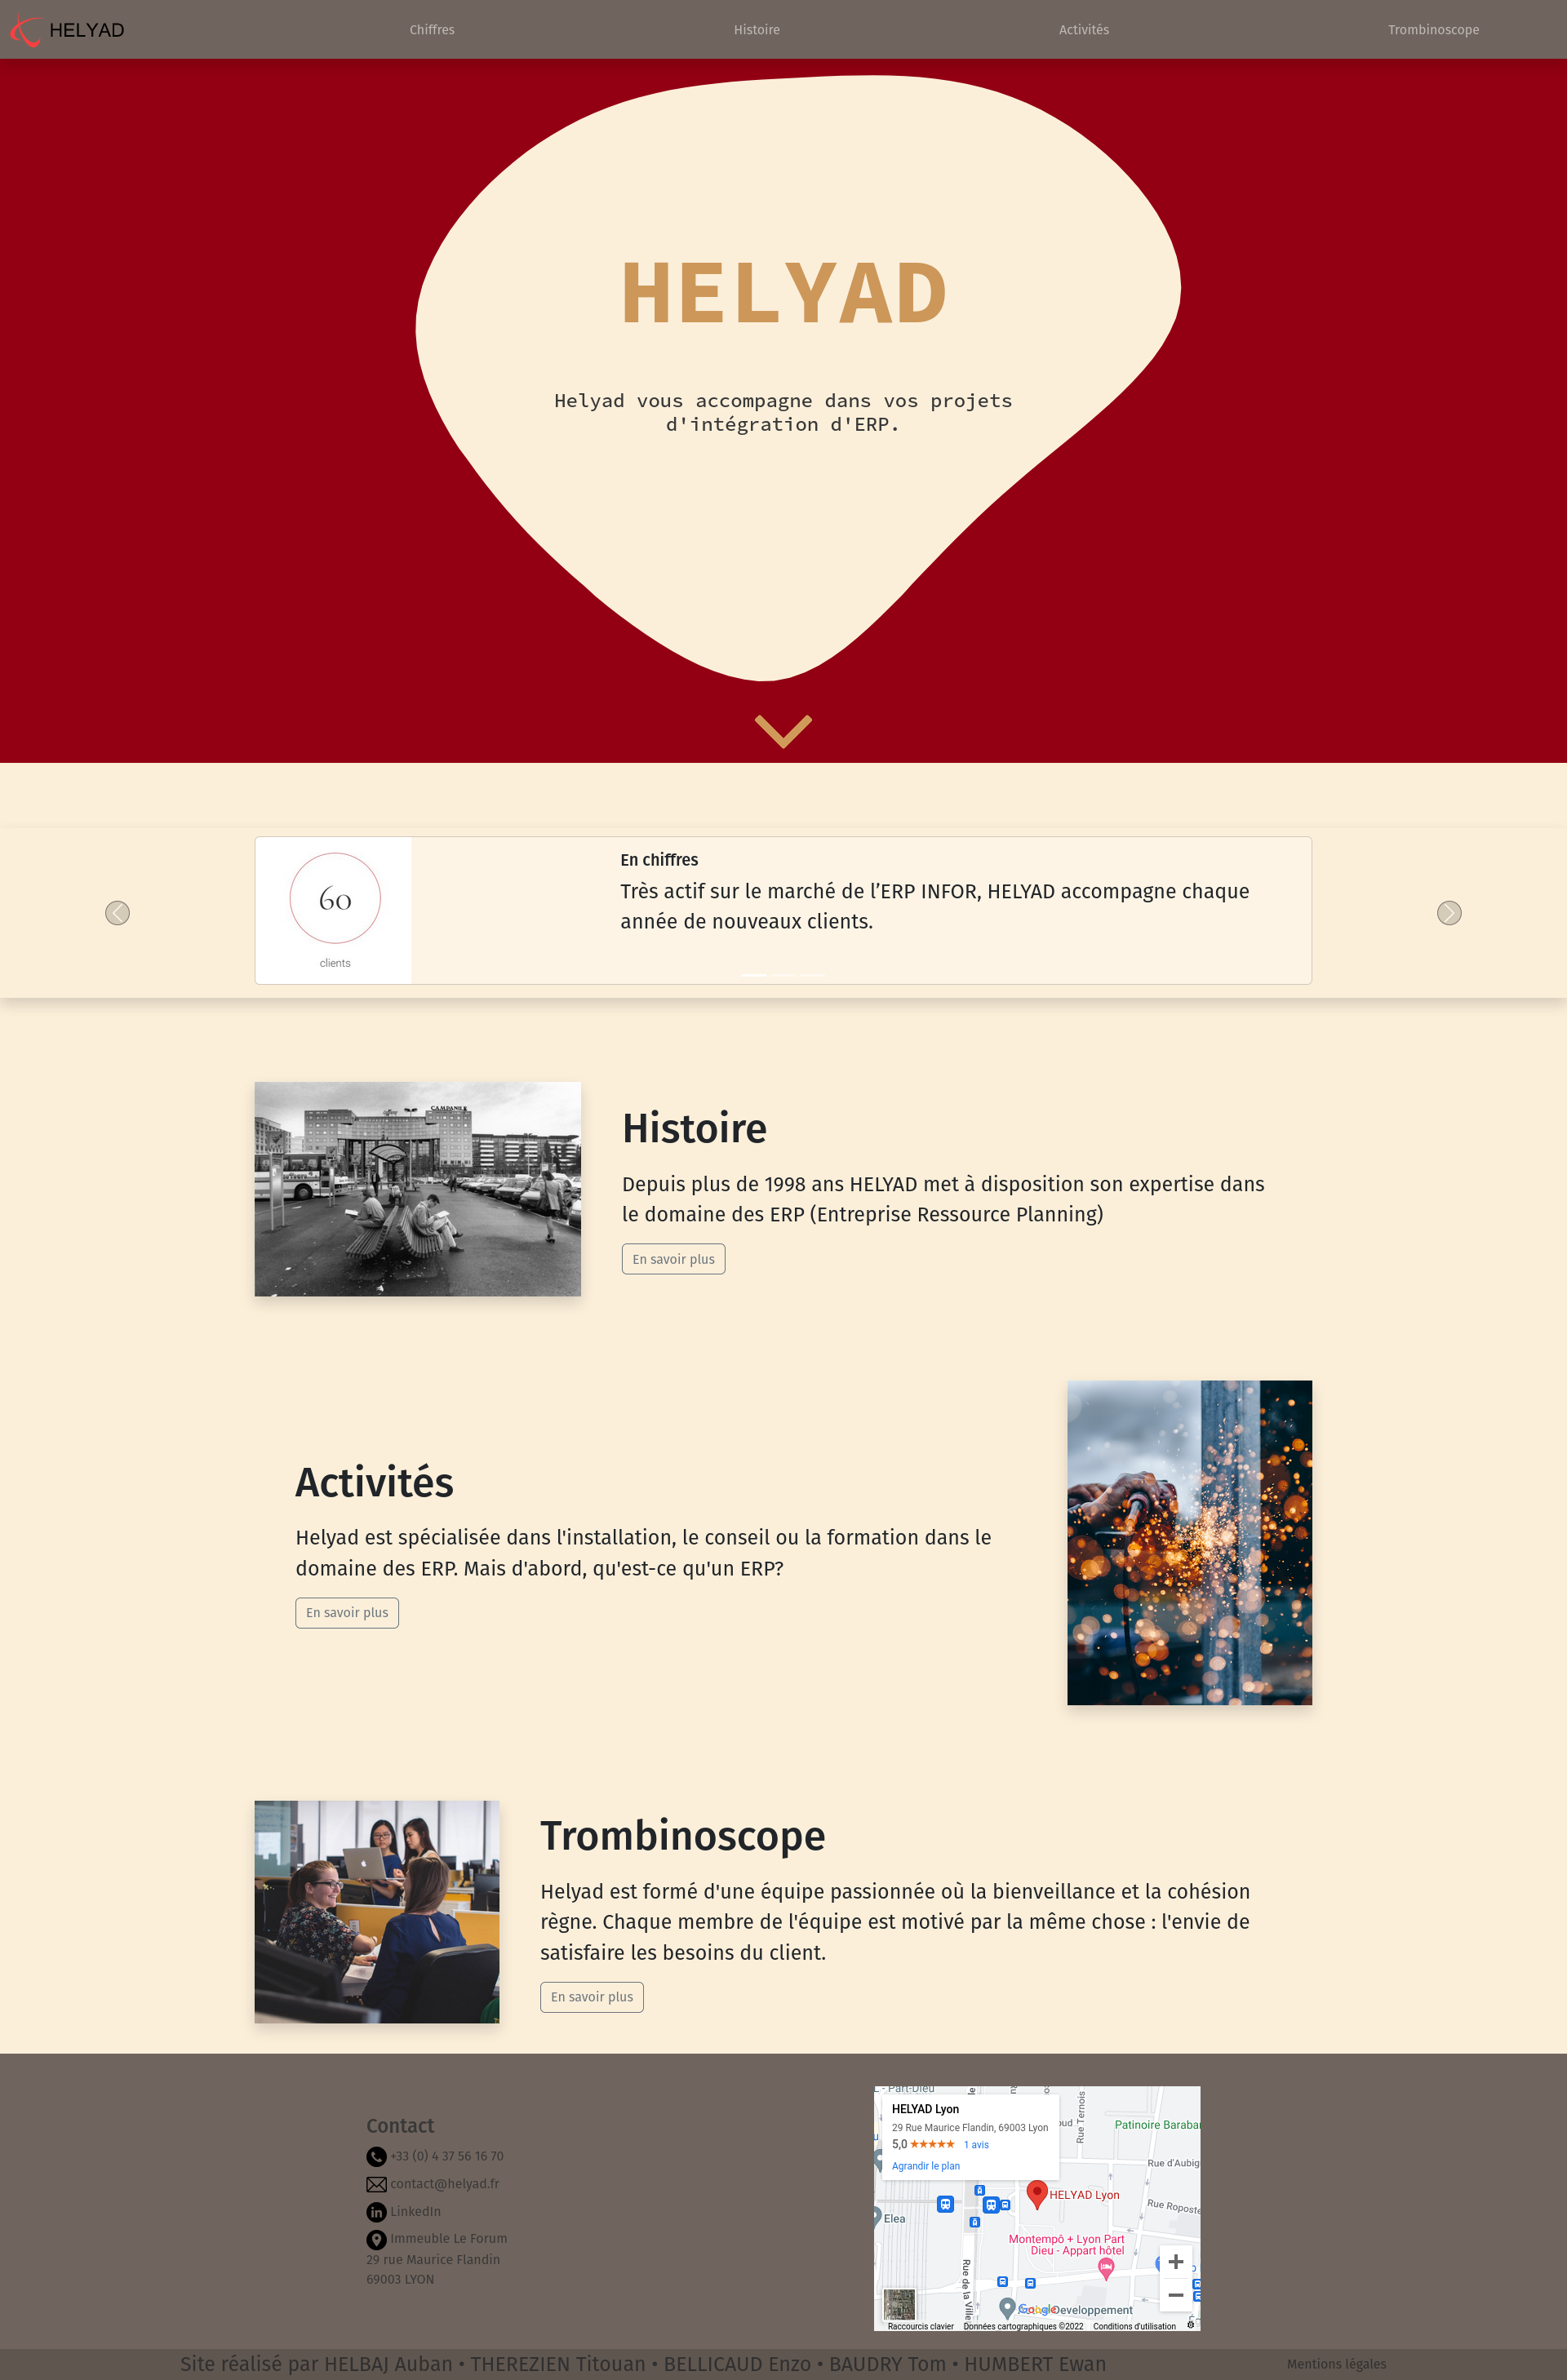 HELYAD
Chiffres
Histoire
Activités
Trombinoscope
HELYAD
Helyad vous accompagne dans vos projets
d'intégration d'ERP.
60
clients
En chiffres
Très actif sur le marché de l’ERP INFOR, HELYAD accompagne chaque
année de nouveaux clients.
CAMPANILE
Histoire
Depuis plus de 1998 ans HELYAD met à disposition son expertise dans
le domaine des ERP (Entreprise Ressource Planning)
En savoir plus
Activités
Helyad est spécialisée dans l'installation, le conseil ou la formation dans le
domaine des ERP. Mais d'abord, qu'est-ce qu'un ERP?
En savoir plus
Trombinoscope
Helyad est formé d'une équipe passionnée où la bienveillance et la cohésion
règne. Chaque membre de l'équipe est motivé par la même chose : l'envie de
satisfaire les besoins du client.
En savoir plus
Contact
+33 (0) 4 37 56 16 70
contact@helyad.fr
LinkedIn
Immeuble Le Forum
29 rue Maurice Flandin
69003 LYON
- Part-Dieu
HELYAD Lyon
29 Rue Maurice Flandin, 69003 Lyon
5,0 ★★★★★ 1 avis
Agrandir le plan
Rue Ternois
Patinoire Baraba
Rue d'Aubig
HELYAD Lyon
Rue Roposte
Elea
Montempô + Lyon Part
Dieu - Appart hôtel
Rue de la Ville
Google
Developpement
Raccourcis clavier
Données cartographiques ©2022
Conditions d'utilisation
Site réalisé par HELBAJ Auban • THEREZIEN Titouan • BELLICAUD Enzo • BAUDRY Tom • HUMBERT Ewan
Mentions légales